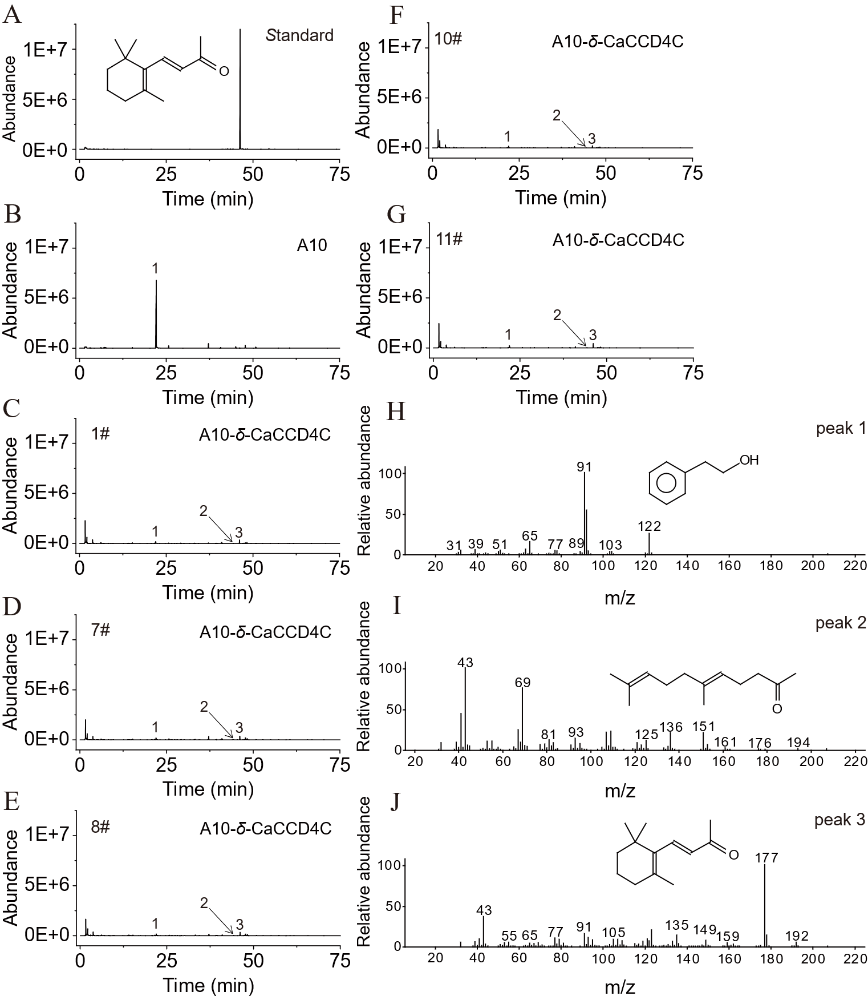 A
Standard
O
Abundance
1E+7
5E+6
0E+0
0 25 50 75
Time (min)
B
A10
1
Abundance
1E+7
5E+6
0E+0
0 25 50 75
Time (min)
C
1#
A10-δ-CaCCD4C
1
2
3
Abundance
1E+7
5E+6
0E+0
0 25 50 75
Time (min)
D
7#
A10-δ-CaCCD4C
1
2
3
Abundance
1E+7
5E+6
0E+0
0 25 50 75
Time (min)
E
8#
A10-δ-CaCCD4C
1
2
3
Abundance
1E+7
5E+6
0E+0
0 25 50 75
Time (min)
F
10#
A10-δ-CaCCD4C
1
2
3
Abundance
1E+7
5E+6
0E+0
0 25 50 75
Time (min)
G
11#
A10-δ-CaCCD4C
1
2
3
Abundance
1E+7
5E+6
0E+0
0 25 50 75
Time (min)
H
peak 1
OH
Relative abundance
100
50
0
31 39 51 65 77 89 91 103 122
20 40 60 80 100 120 140 160 180 200 220
m/z
I
peak 2
O
Relative abundance
100
50
0
43 69 81 93 125 136 151 161 176 194
20 40 60 80 100 120 140 160 180 200 220
m/z
J
peak 3
O
Relative abundance
100
50
0
43 55 65 77 91 105 135 149 159 177 192
20 40 60 80 100 120 140 160 180 200 220
m/z